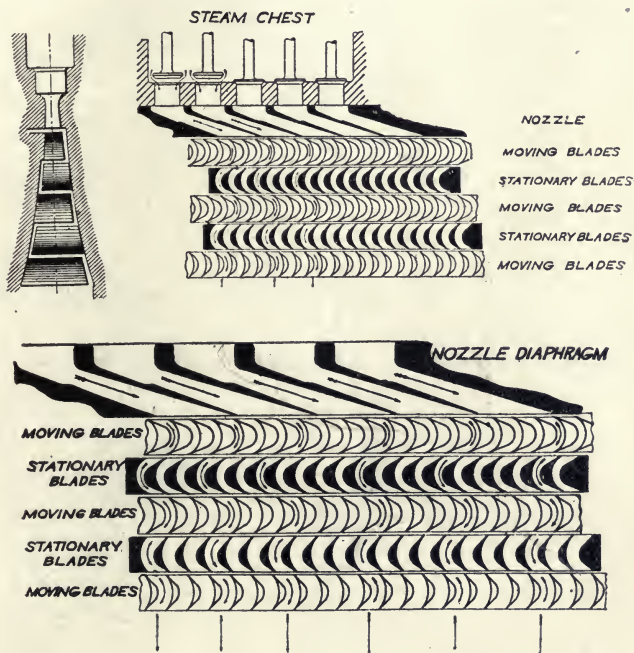 STEAM CHEST
NOZZLE
MOVING BLADES
STATIONARY BLADES
MOVING BLADES
STATIONARY BLADES
MOVING BLADES
NOZZLE DIAPHRAGM
MOVING BLADES
STATIONARY
BLADES
MOVING BLADES
STATIONARY.
BLADES
MOVING BLADES